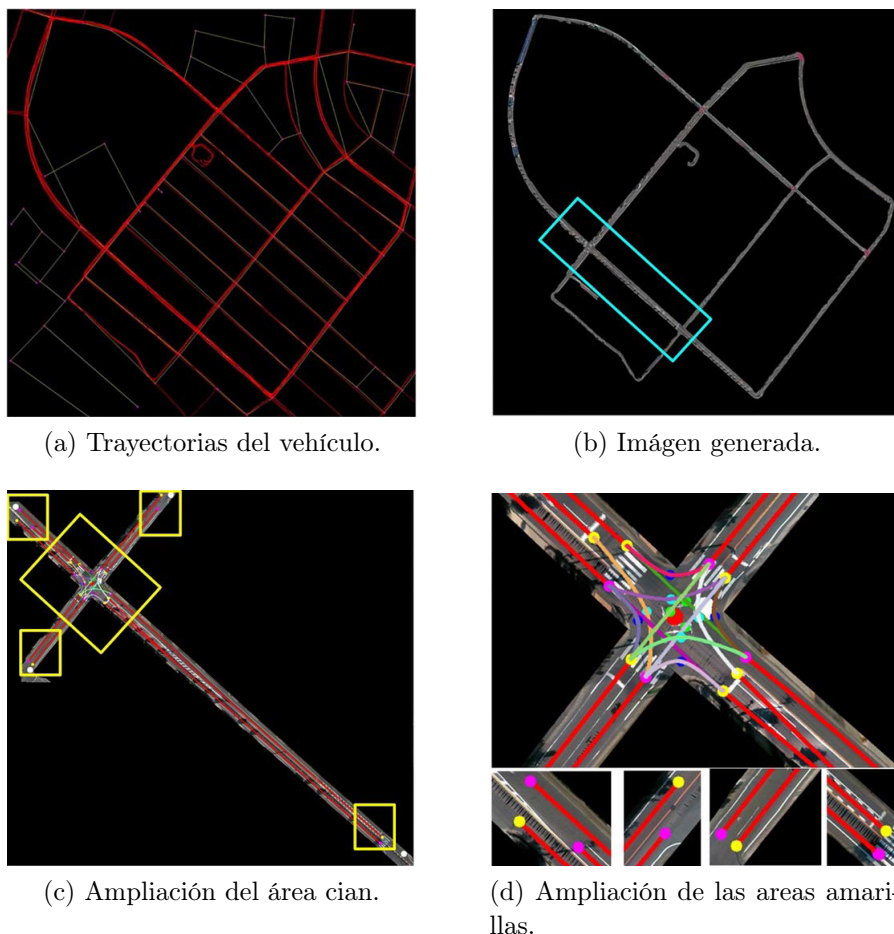 (a) Trayectorias del vehículo.
(b) Imágen generada.
(c) Ampliación del área cian.
(d) Ampliación de las areas amari-
llas.